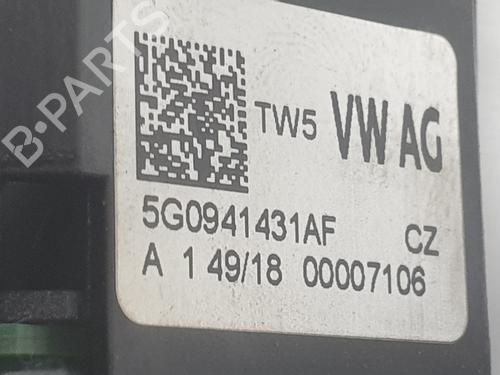 B-PARTS
TW5 VW AG
5G0941431AF CZ
A 1 49/18 00007106